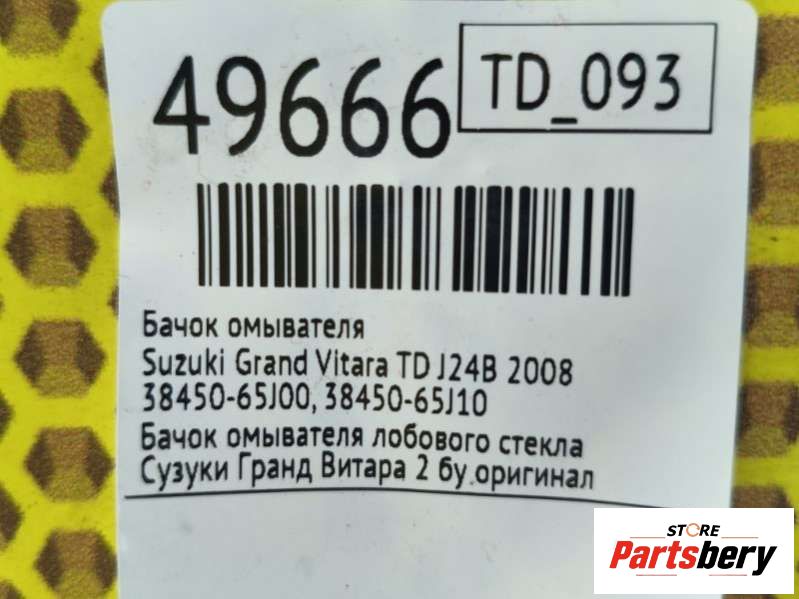 49666
TD_093
Бачок омывателя
Suzuki Grand Vitara TD J24B 2008
38450-65J00, 38450-65J10
Бачок омывателя лобового стекла
Сузуки Гранд Витара 2 бу оригинал
STORE
Partsbery